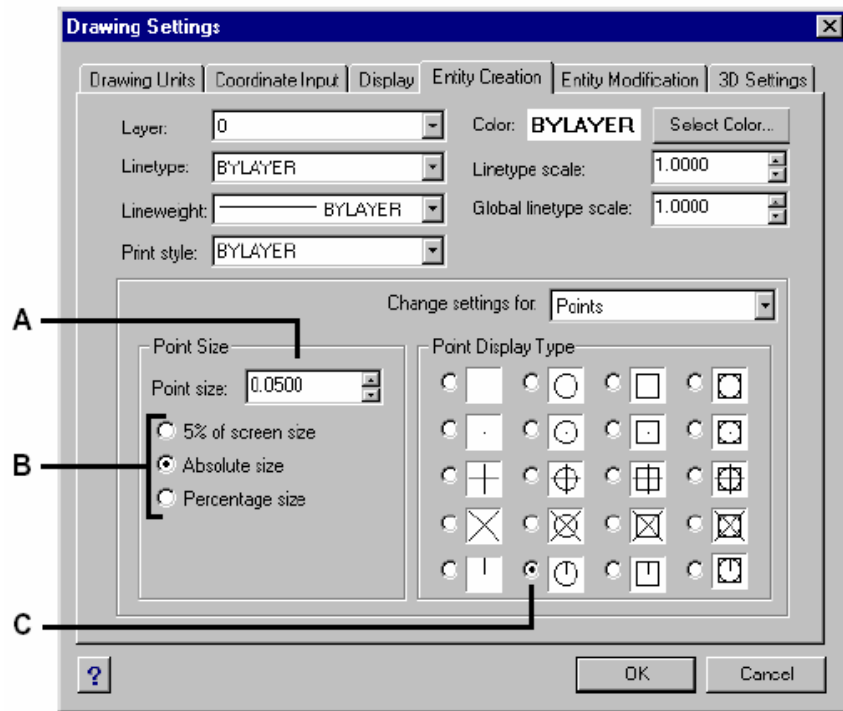 Drawing Settings
Drawing Units Coordinate Input Display Entity Creation Entity Modification 3D Settings
Layer: 0 Color: BYLAYER Select Color...
Linetype: BYLAYER Linetype scale: 1.0000
Lineweight: BYLAYER Global linetype scale: 1.0000
Print style: BYLAYER
Change settings for: Points
A
Point Size Point Display Type
Point size: 0.0500
5% of screen size
B Absolute size
Percentage size
C
? OK Cancel